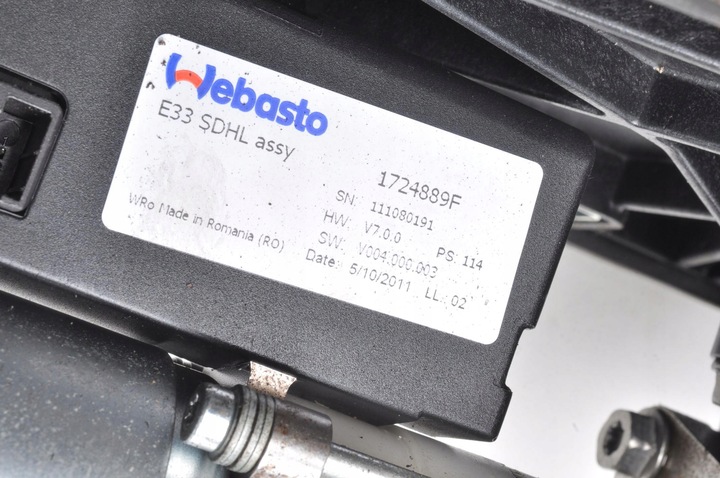 Webasto
E33 SDHL assy
1724889F
SN: 111080191
HW: V7.0.0 PS: 114
SW: V004.000.003
Date: 5/10/2011 LL: 02
WRo Made in Romania (RO)